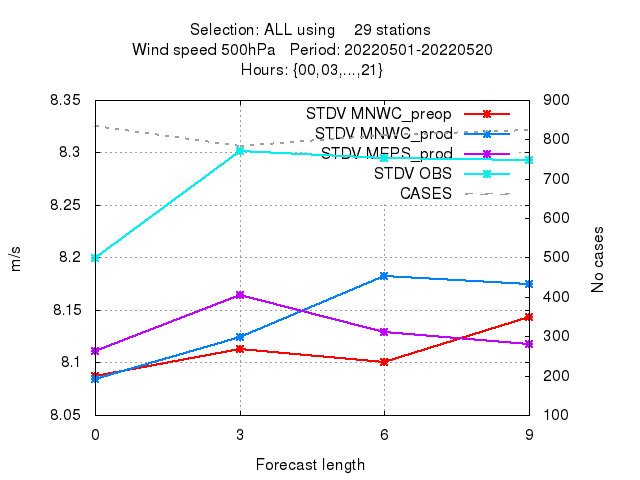 Selection: ALL using 29 stations
Wind speed 500hPa Period: 20220501-20220520
Hours: {00,03,...,21}
8.35
8.3
8.25
8.2
8.15
8.1
8.05
900
800
700
600
500
400
300
200
100
STDV MNWC_preop
STDV MNWC_prod
STDV MEPS_prod
STDV OBS
CASES
m/s
No cases
0 3 6 9
Forecast length